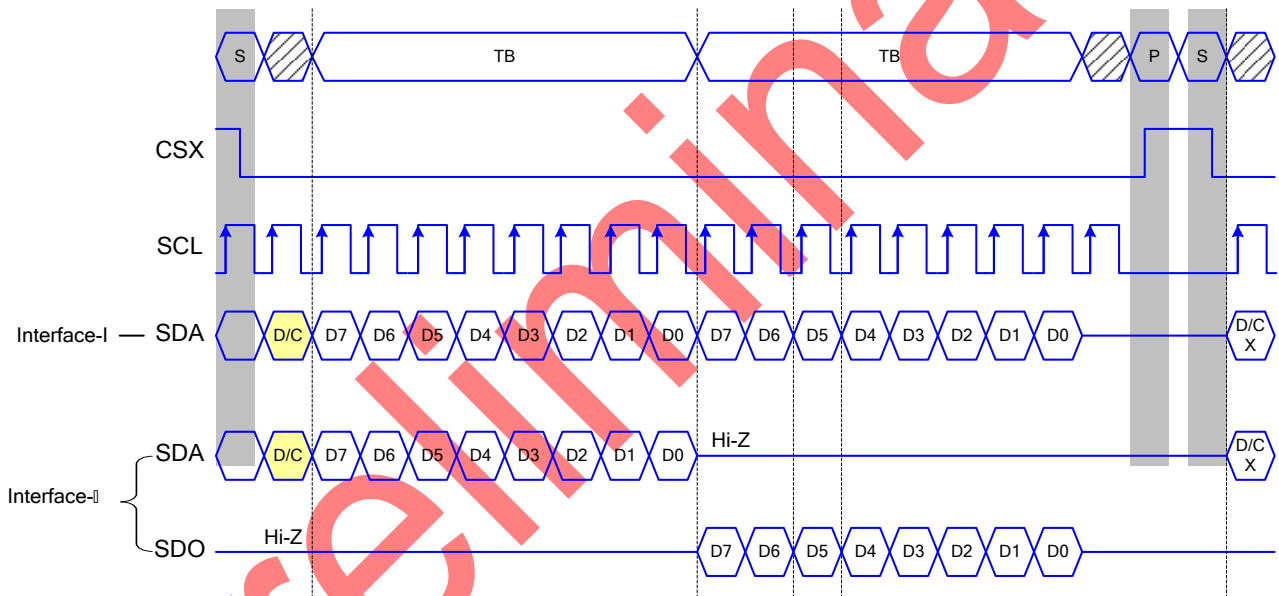 S TB TB P S
CSX
SCL
Interface-I SDA D/C D7 D6 D5 D4 D3 D2 D1 D0 D7 D6 D5 D4 D3 D2 D1 D0 D/C
X
SDA D/C D7 D6 D5 D4 D3 D2 D1 D0 Hi-Z D/C
X
Interface-▯
SDO Hi-Z D7 D6 D5 D4 D3 D2 D1 D0
elimina